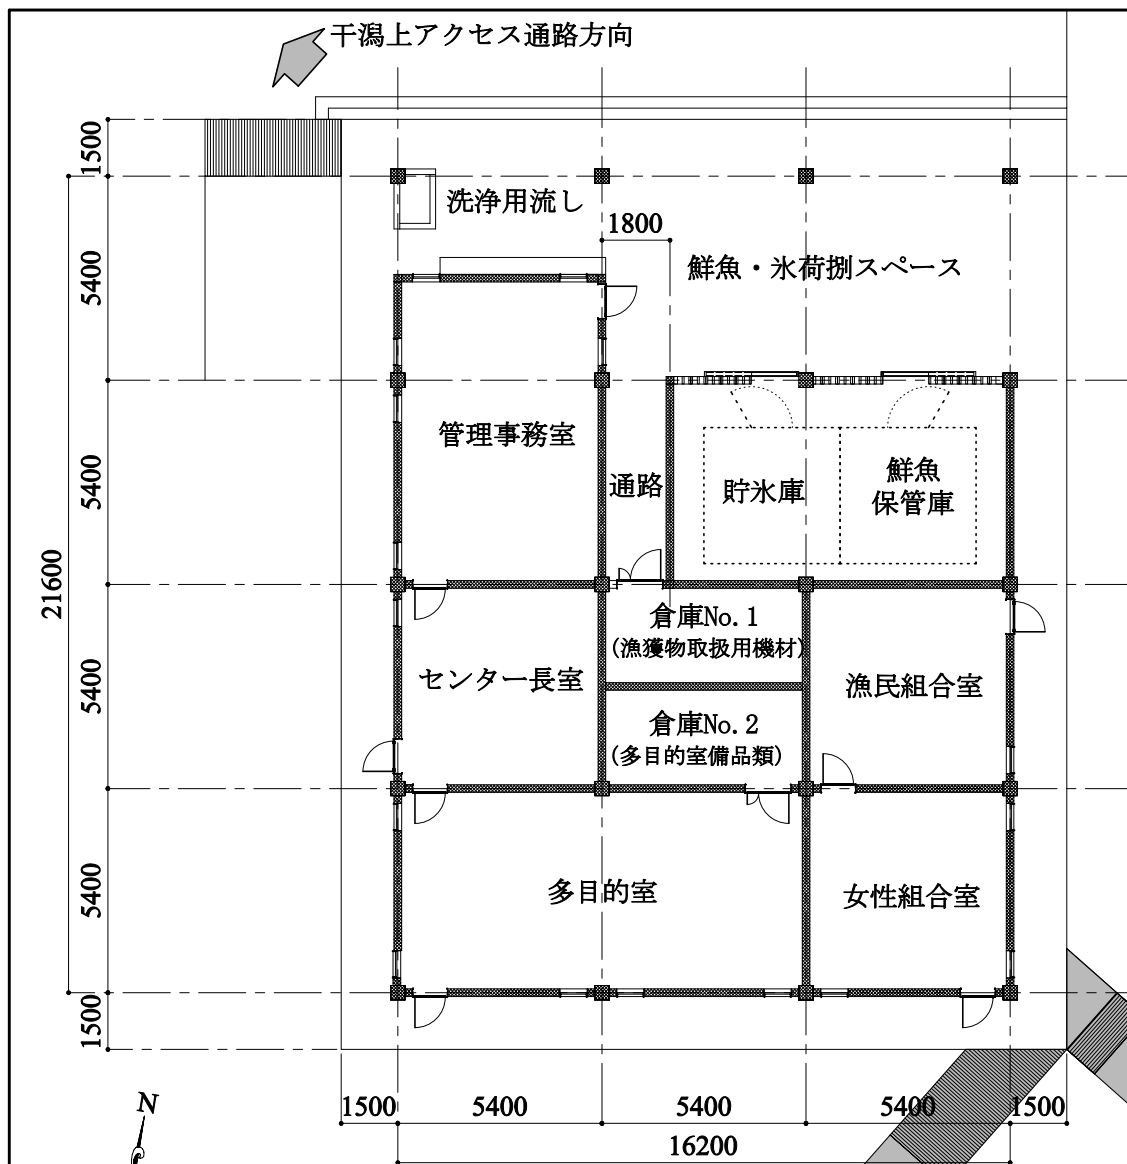 干潟上アクセス通路方向
1500
洗浄用流し
1800
鮮魚・氷荷捌スペース
5400
管理事務室
通路
貯氷庫
鮮魚
保管庫
5400
21600
倉庫No.1
(漁獲物取扱用機材)
センター長室
漁民組合室
5400
倉庫No.2
(多目的室備品類)
多目的室
女性組合室
5400
1500
N
1500
5400
5400
5400
1500
16200